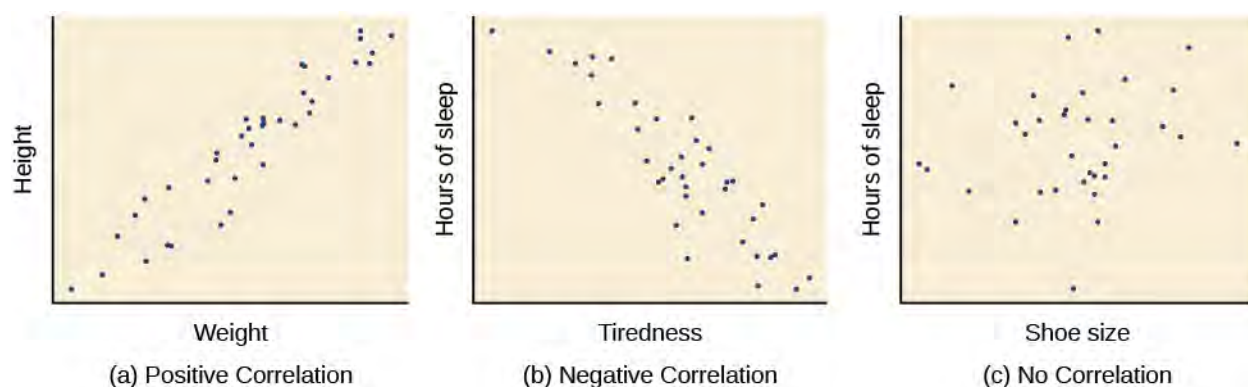 Height
Weight
(a) Positive Correlation
Hours of sleep
Tiredness
(b) Negative Correlation
Hours of sleep
Shoe size
(c) No Correlation